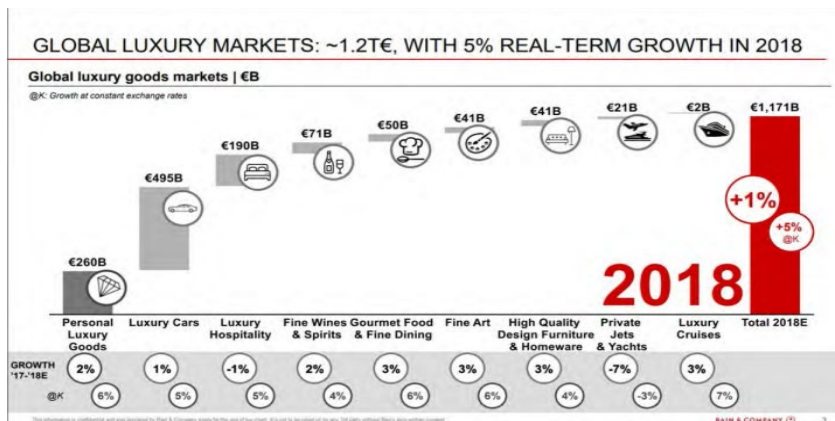 GLOBAL LUXURY MARKETS: ~1.2T€, WITH 5% REAL-TERM GROWTH IN 2018
Global luxury goods markets | €B
@K: Growth at constant exchange rates
€260B
€495B
€190B
€71B
€50B
€41B
€41B
€21B
€2B
€1,171B
+1%
+5%
@K
2018
Personal
Luxury
Goods
Luxury Cars
Luxury
Hospitality
Fine Wines
& Spirits
Gourmet Food
& Fine Dining
Fine Art
High Quality
Design Furniture
& Homeware
Private
Jets
& Yachts
Luxury
Cruises
Total 2018E
GROWTH
'17-'18E
2%
1%
-1%
2%
3%
3%
3%
-7%
3%
@K
6%
5%
5%
4%
6%
6%
4%
-3%
7%
BAIN & COMPANY